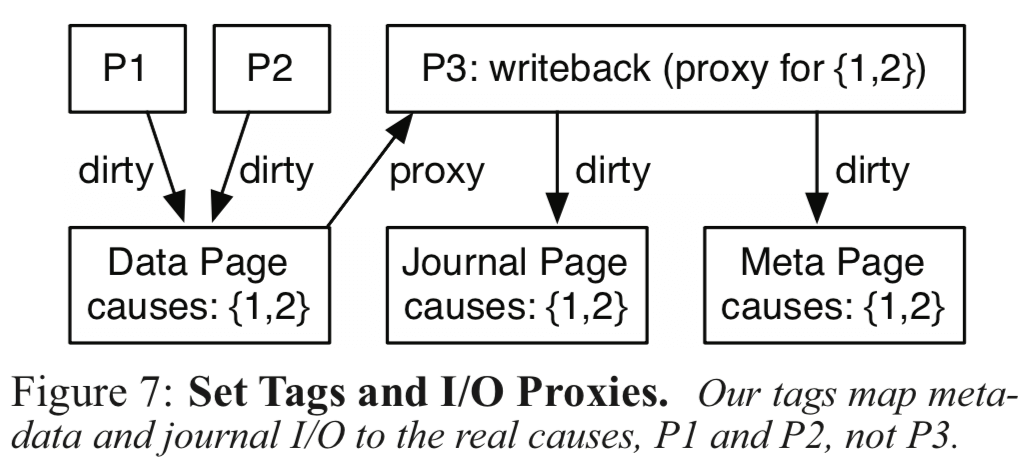 P1
P2
P3: writeback (proxy for {1,2})
dirty
dirty
proxy
dirty
dirty
Data Page
causes: {1,2}
Journal Page
causes: {1,2}
Meta Page
causes: {1,2}
Figure 7: Set Tags and I/O Proxies. Our tags map meta-
data and journal I/O to the real causes, P1 and P2, not P3.